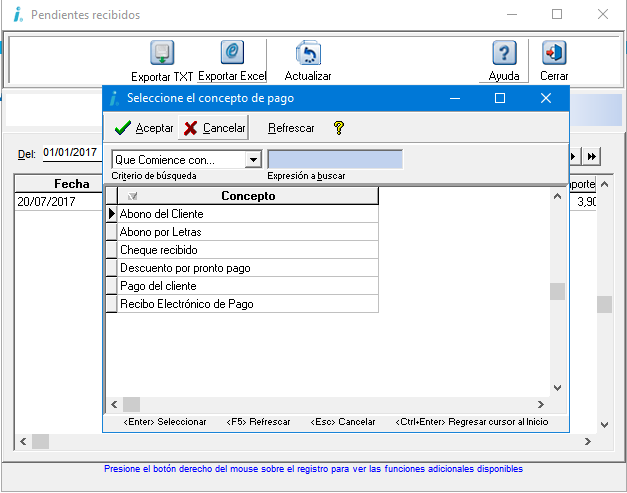 Pendientes recibidos
Exportar TXT Exportar Excel Actualizar Ayuda Cerrar
Seleccione el concepto de pago
Aceptar Cancelar Refrescar
Del: 01/01/2017
Que Comience con...
Criterio de búsqueda Expresión a buscar
Fecha
Concepto
20/07/2017
3,90
Abono del Cliente
Abono por Letras
Cheque recibido
Descuento por pronto pago
Pago del cliente
Recibo Electrónico de Pago
<Enter> Seleccionar <F5> Refrescar <Esc> Cancelar <Ctrl+Enter> Regresar cursor al Inicio
Presione el botón derecho del mouse sobre el registro para ver las funciones adicionales disponibles